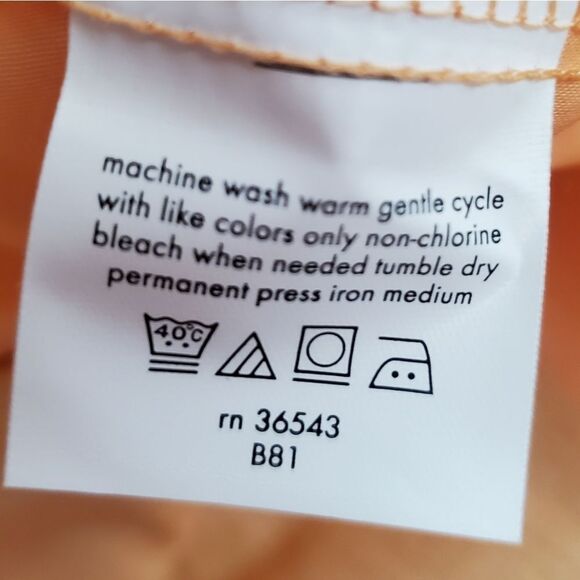 machine wash warm gentle cycle
with like colors only non-chlorine
bleach when needed tumble dry
permanent press iron medium
40°C
rn 36543
B81